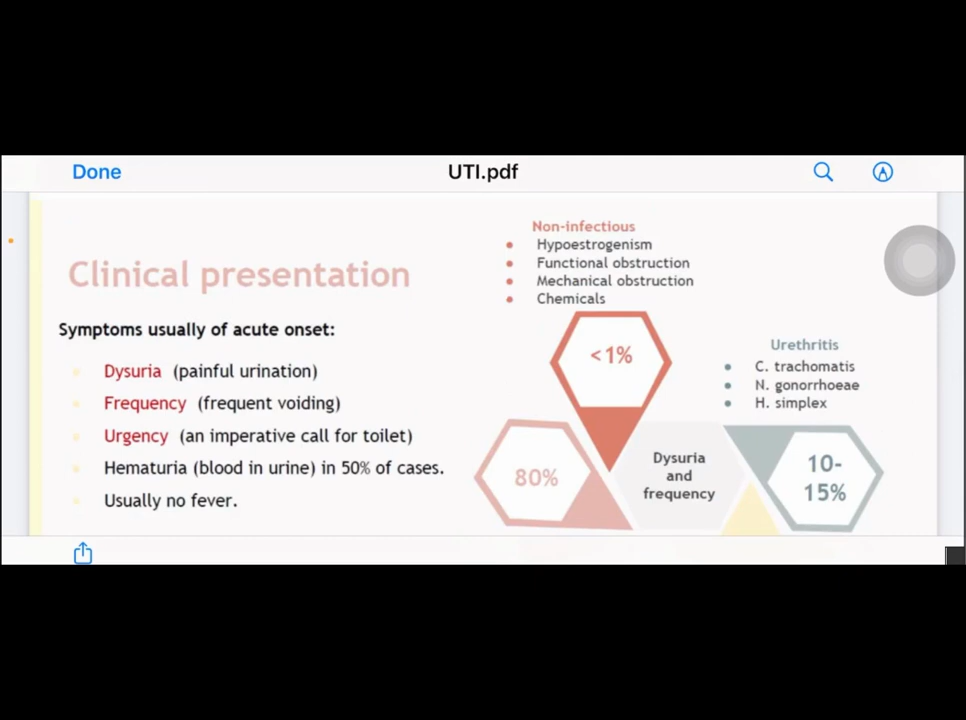 Done
UTI.pdf
Clinical presentation
Symptoms usually of acute onset:
Dysuria (painful urination)
Frequency (frequent voiding)
Urgency (an imperative call for toilet)
Hematuria (blood in urine) in 50% of cases.
Usually no fever.
Non-infectious
Hypoestrogenism
Functional obstruction
Mechanical obstruction
Chemicals
<1%
Urethritis
C. trachomatis
N. gonorrhoeae
H. simplex
80%
Dysuria
and
frequency
10-
15%